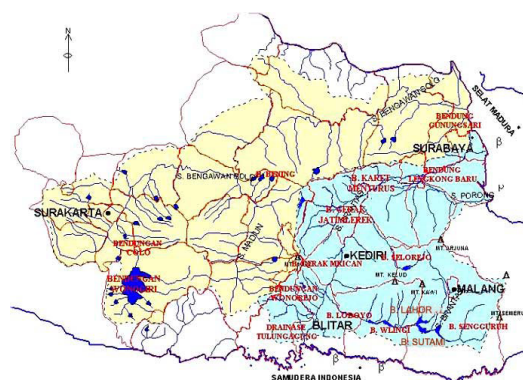 N
S. BENGAWAN SOLO
SELAT MADURA
BENDUNG
GUNUNGSARI
SURABAYA
BENDUNG
LENGKONG BARU
S. PORONG
S. BENGAWAN SOLO
B. BENING
B. KARET
MENTURUS
B. GERAK
JATIMLEREK
SURAKARTA
BENDUNGAN
COLO
S. MADIUN
MT. ARJUNA
KEDIRI
B. SELOREJO
B. GERAK MRICAN
BENDUNGAN
WONOGIRI
MT. KELUD
MT. KAWI
MALANG
BENDUNGAN
WONOREJO
B. LAHOR
MT. SEMERU
B. LODOYO
DRAINASE
TULUNGAGUNG
BLITAR
B. WLINGI
B. SENGGURUH
B. SUTAMI
SAMUDERA INDONESIA